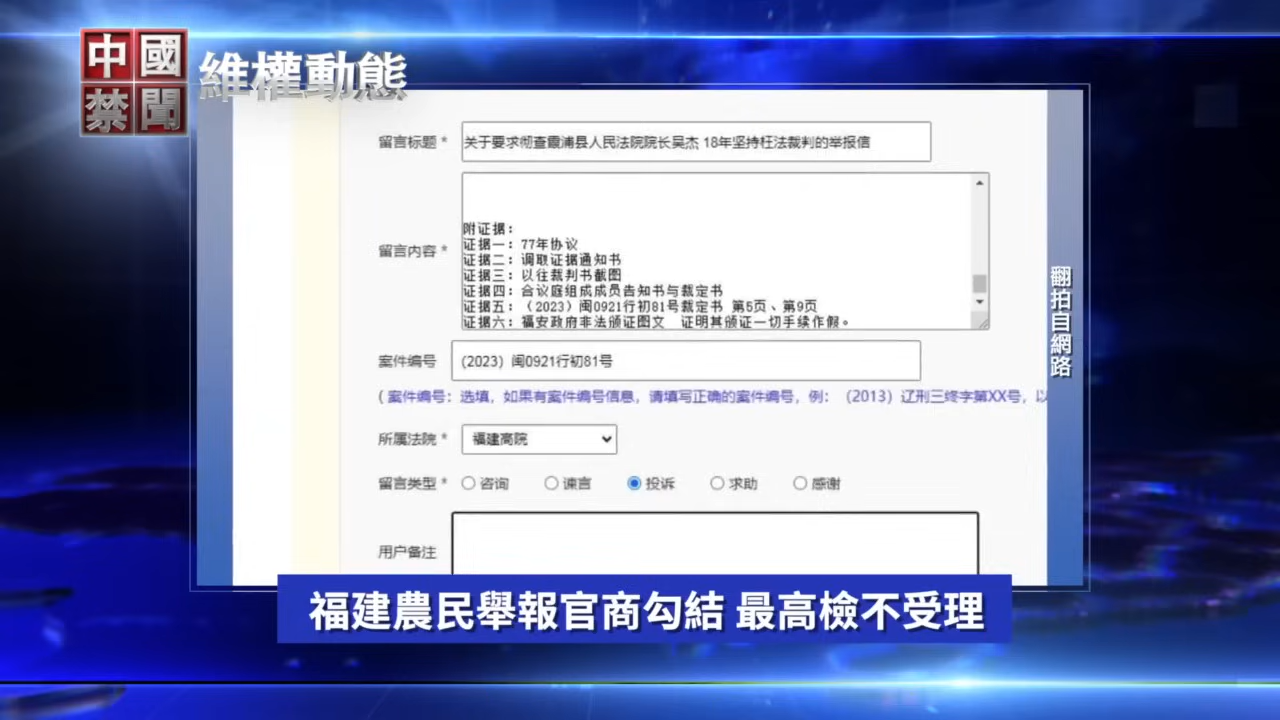 中國
禁聞
維權動態
留言标题 *
关于要求彻查霞浦县人民法院院长吴杰 18年坚持枉法裁判的举报信
留言内容 *
附证据：
证据一：77年协议
证据二：调取证据通知书
证据三：以往裁判书截图
证据四：合议庭组成成员告知书与裁定书
证据五：（2023）闽0921行初81号裁定书 第5页、第9页
证据六：福安政府非法颁证图文 证明其颁证一切手续作假。
案件编号
(2023) 闽0921行初81号
( 案件编号：选填，如果有案件编号信息，请填写正确的案件编号，例：（2013）辽刑三终字第XX号，以
所属法院 *
福建高院
留言类型 *
咨询 谏言 投诉 求助 感谢
用户备注
翻拍自網路
福建農民舉報官商勾結 最高檢不受理